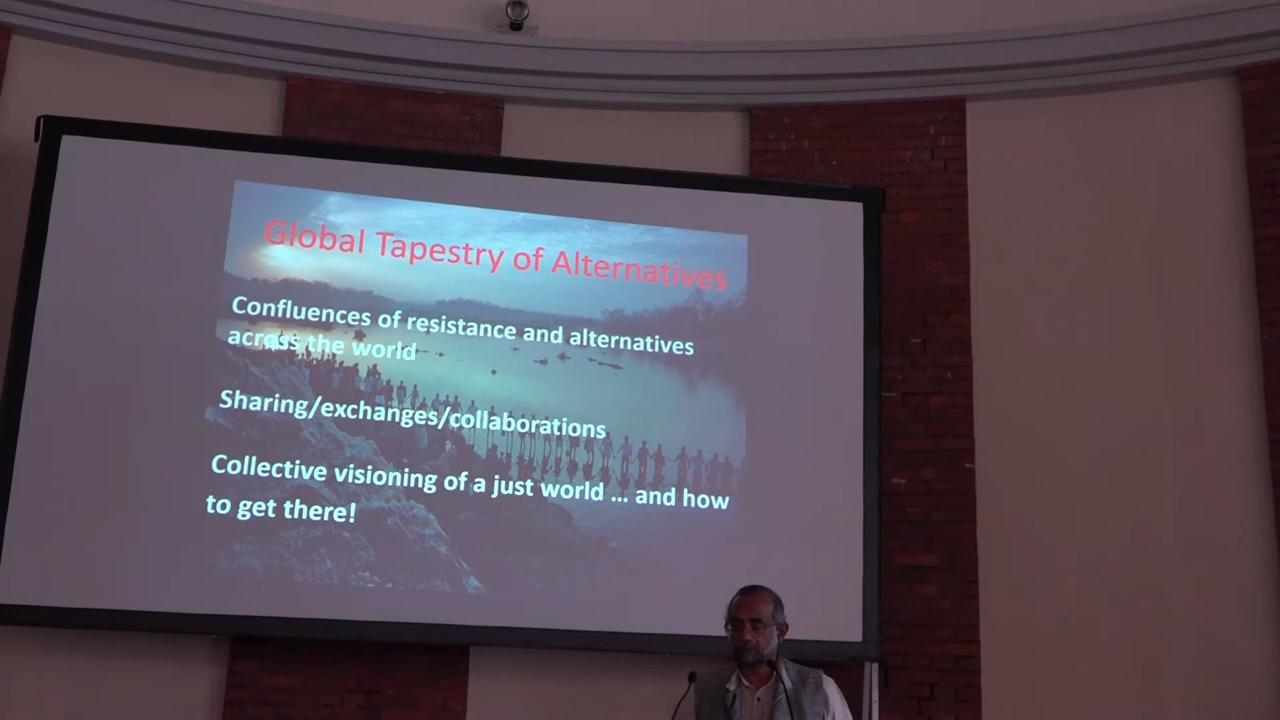 Global Tapestry of Alternatives
Confluences of resistance and alternatives
across the world
Sharing/exchanges/collaborations
Collective visioning of a just world ... and how
to get there!